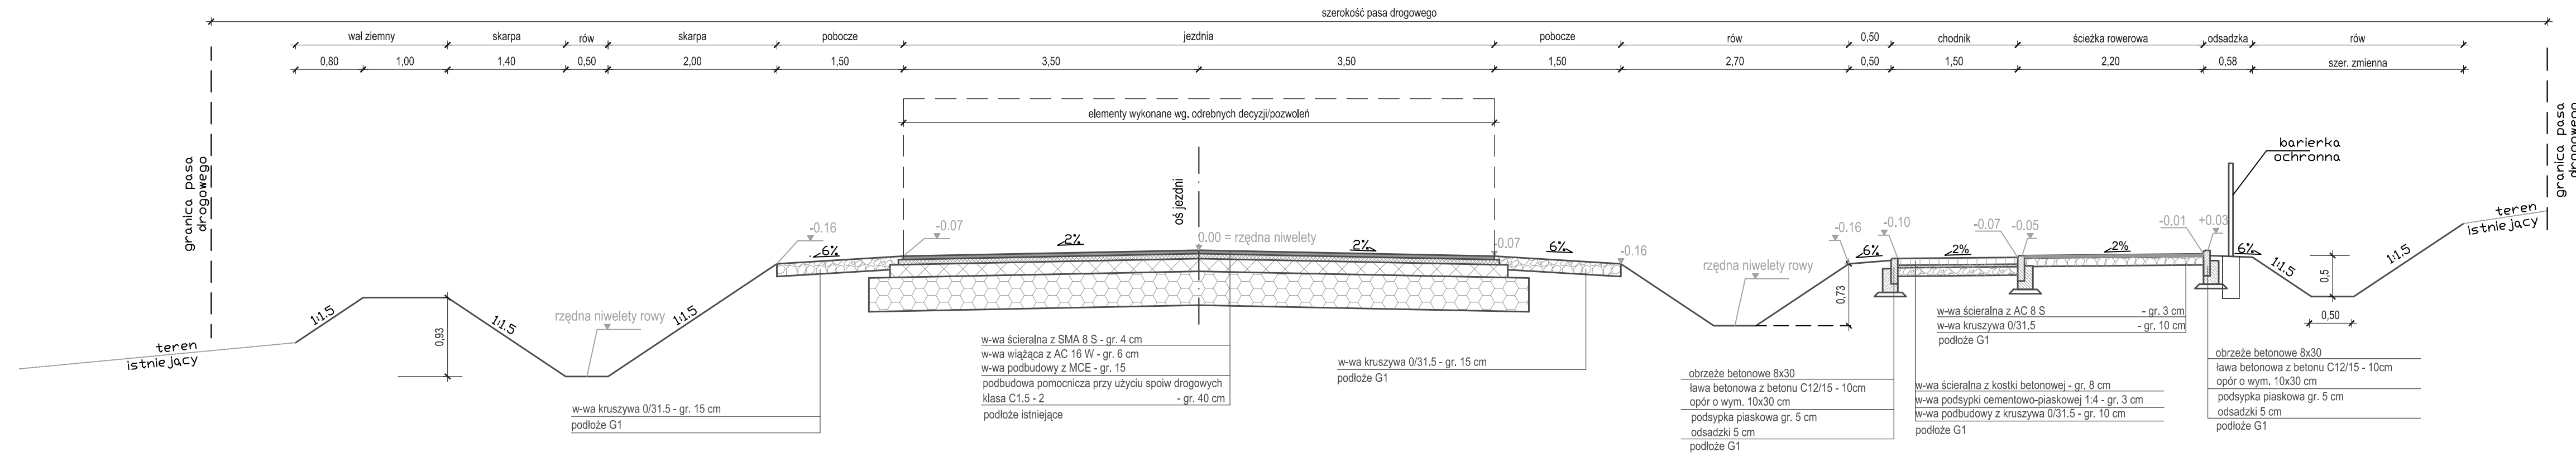 szerokość pasa drogowego
wał ziemny
skarpa
rów
skarpa
pobocze
jezdnia
pobocze
rów
0,50
chodnik
ścieżka rowerowa
odsadzka
rów
0,80
1,00
1,40
0,50
2,00
1,50
3,50
3,50
1,50
2,70
0,50
1,50
2,20
0,58
szer. zmienna
elementy wykonane wg. odrebnych decyzji/pozwoleń
granica pasa
drogowego
granica pasa
drogowego
barierka
ochronna
oś jezdni
teren
istniejący
teren
istniejący
-0.16
-0.07
0.00 = rzędna niwelety
-0.07
-0.16
-0.16
-0.10
-0.07
-0.05
-0.01
+0.03
6%
2%
2%
6%
6%
2%
2%
6%
1:1.5
1:1.5
1:1.5
1:1.5
1:1.5
0,93
0,73
0,5
0,50
rzędna niwelety rowy
rzędna niwelety rowy
w-wa kruszywa 0/31.5 - gr. 15 cm
podłoże G1
w-wa ścieralna z SMA 8 S - gr. 4 cm
w-wa wiążąca z AC 16 W - gr. 6 cm
w-wa podbudowy z MCE - gr. 15
podbudowa pomocnicza przy użyciu spoiw drogowych
klasa C1.5 - 2 - gr. 40 cm
podłoże istniejące
w-wa kruszywa 0/31.5 - gr. 15 cm
podłoże G1
obrzeże betonowe 8x30
ława betonowa z betonu C12/15 - 10cm
opór o wym. 10x30 cm
podsypka piaskowa gr. 5 cm
odsadzki 5 cm
podłoże G1
w-wa ścieralna z AC 8 S - gr. 3 cm
w-wa kruszywa 0/31.5 - gr. 10 cm
podłoże G1
w-wa ścieralna z kostki betonowej - gr. 8 cm
w-wa podsypki cementowo-piaskowej 1:4 - gr. 3 cm
w-wa podbudowy z kruszywa 0/31.5 - gr. 10 cm
podłoże G1
obrzeże betonowe 8x30
ława betonowa z betonu C12/15 - 10cm
opór o wym. 10x30 cm
podsypka piaskowa gr. 5 cm
odsadzki 5 cm
podłoże G1